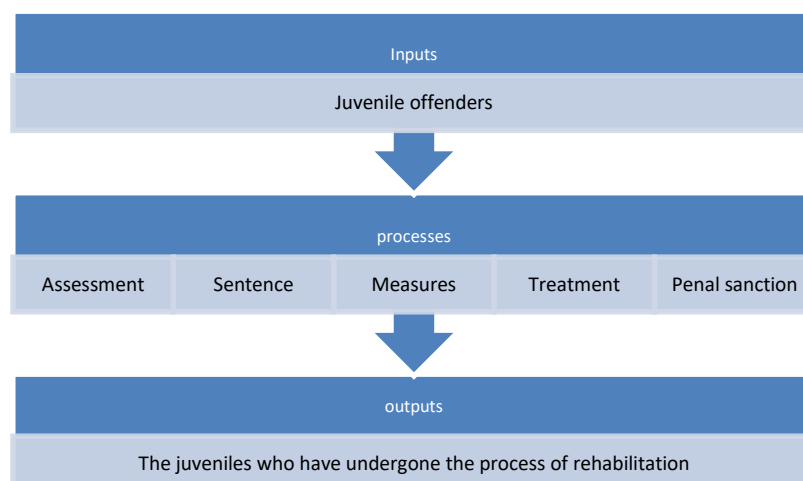 Inputs
Juvenile offenders
processes
Assessment Sentence Measures Treatment Penal sanction
outputs
The juveniles who have undergone the process of rehabilitation